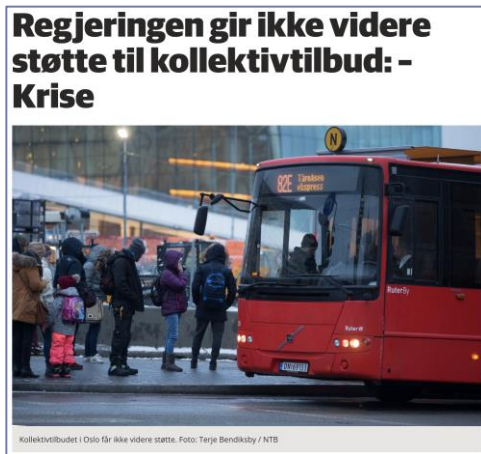 Regjeringen gir ikke videre
støtte til kollektivtilbud: –
Krise
N
82E Tårnåsen
ekspress
RuterBy
Ruter#
Kollektivtilbudet i Oslo får ikke videre støtte. Foto: Terje Bendiksby / NTB